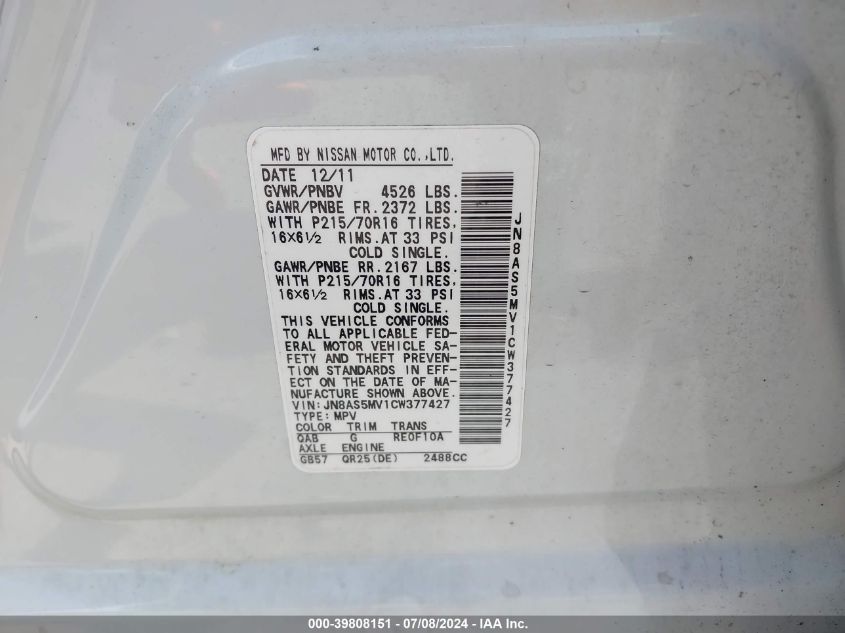 MFD BY NISSAN MOTOR CO.,LTD.
DATE 12/11
GVWR/PNBV 4526 LBS.
GAWR/PNBE FR. 2372 LBS.
WITH P215/70R16 TIRES,
16X6½ RIMS.AT 33 PSI
COLD SINGLE.
GAWR/PNBE RR. 2167 LBS.
WITH P215/70R16 TIRES,
16X6½ RIMS.AT 33 PSI
COLD SINGLE.
THIS VEHICLE CONFORMS
TO ALL APPLICABLE FED-
ERAL MOTOR VEHICLE SA-
FETY AND THEFT PREVEN-
TION STANDARDS IN EFF-
ECT ON THE DATE OF MA-
NUFACTURE SHOWN ABOVE.
VIN:JN8AS5MV1CW377427
TYPE:MPV
COLOR TRIM TRANS
QAB G RE0F10A
AXLE ENGINE
GB57 QR25(DE) 2488CC
JN8AS5MV1CW377427
000-39808151 - 07/08/2024 - IAA Inc.